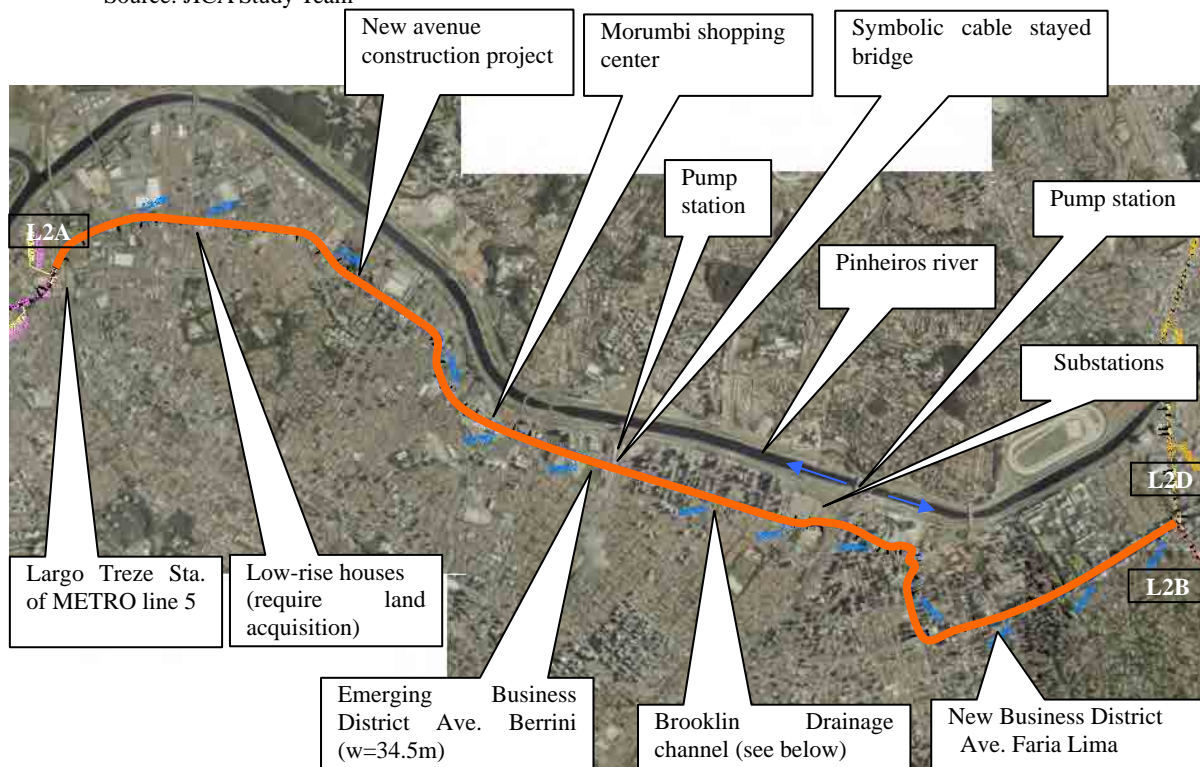 Source: JICA Study Team
New avenue
construction project
Morumbi shopping
center
Symbolic cable stayed
bridge
Pump
station
Pump station
L2A
Pinheiros river
Substations
L2D
Largo Treze Sta.
of METRO line 5
Low-rise houses
(require land
acquisition)
L2B
Emerging Business
District Ave. Berrini
(w=34.5m)
Brooklin Drainage
channel (see below)
New Business District
Ave. Faria Lima